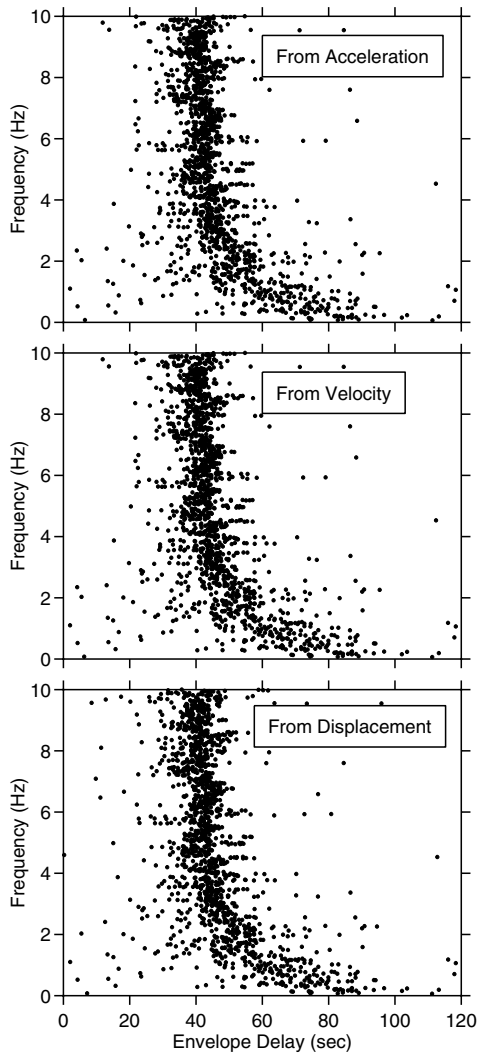 10
From Acceleration
8
6
Frequency (Hz)
4
2
0
10
From Velocity
8
6
Frequency (Hz)
4
2
0
10
From Displacement
8
6
Frequency (Hz)
4
2
0
0 20 40 60 80 100 120
Envelope Delay (sec)